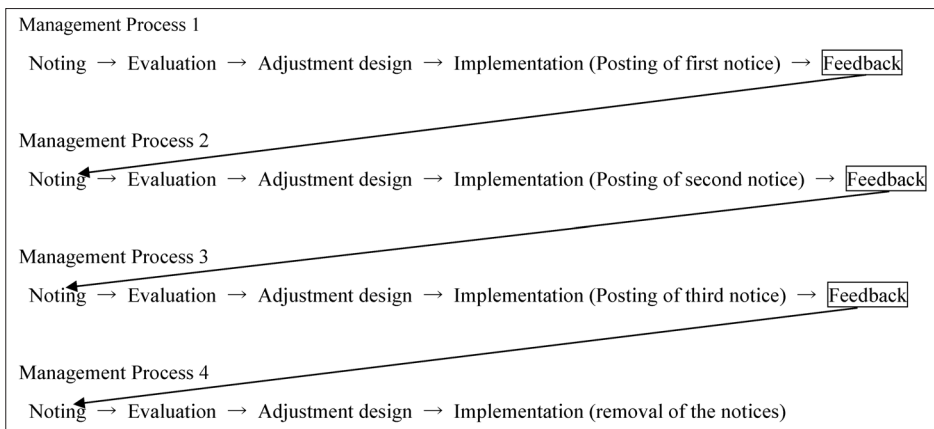 Management Process 1
Noting → Evaluation → Adjustment design → Implementation (Posting of first notice) → Feedback
Management Process 2
Noting → Evaluation → Adjustment design → Implementation (Posting of second notice) → Feedback
Management Process 3
Noting → Evaluation → Adjustment design → Implementation (Posting of third notice) → Feedback
Management Process 4
Noting → Evaluation → Adjustment design → Implementation (removal of the notices)